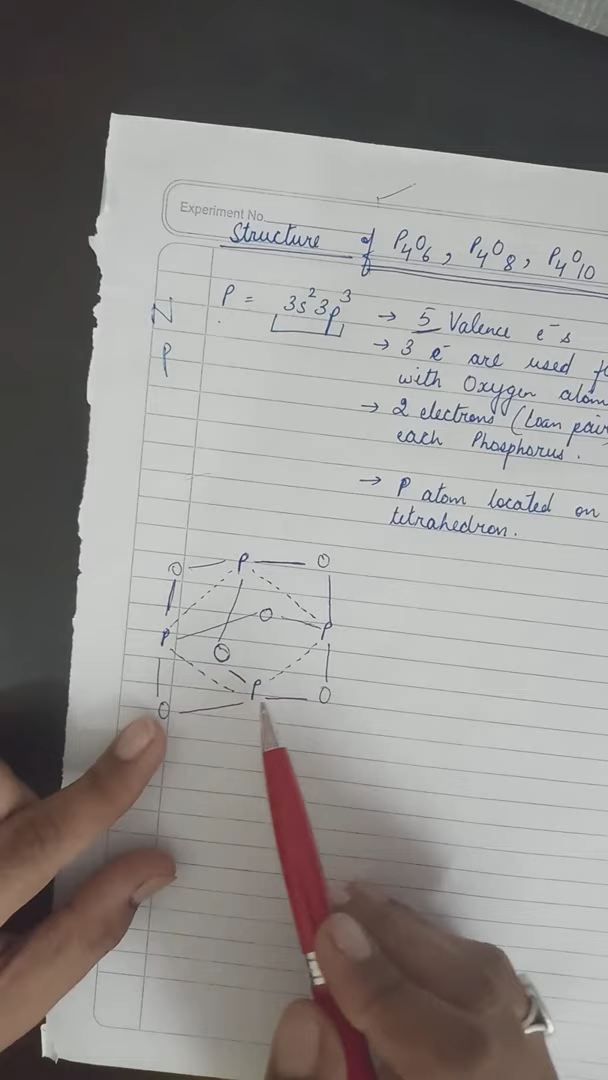 Experiment No.
Structure of P4O6, P4O8, P4O10
N
P
P = 3s² 3p³ → 5 Valence e⁻s
→ 3 e⁻ are used
with Oxygen atom
→ 2 electrons (Loan pair
each Phosphorus.
→ P atom located on
tetrahedron.
O P O
O
P P
O
P O
O